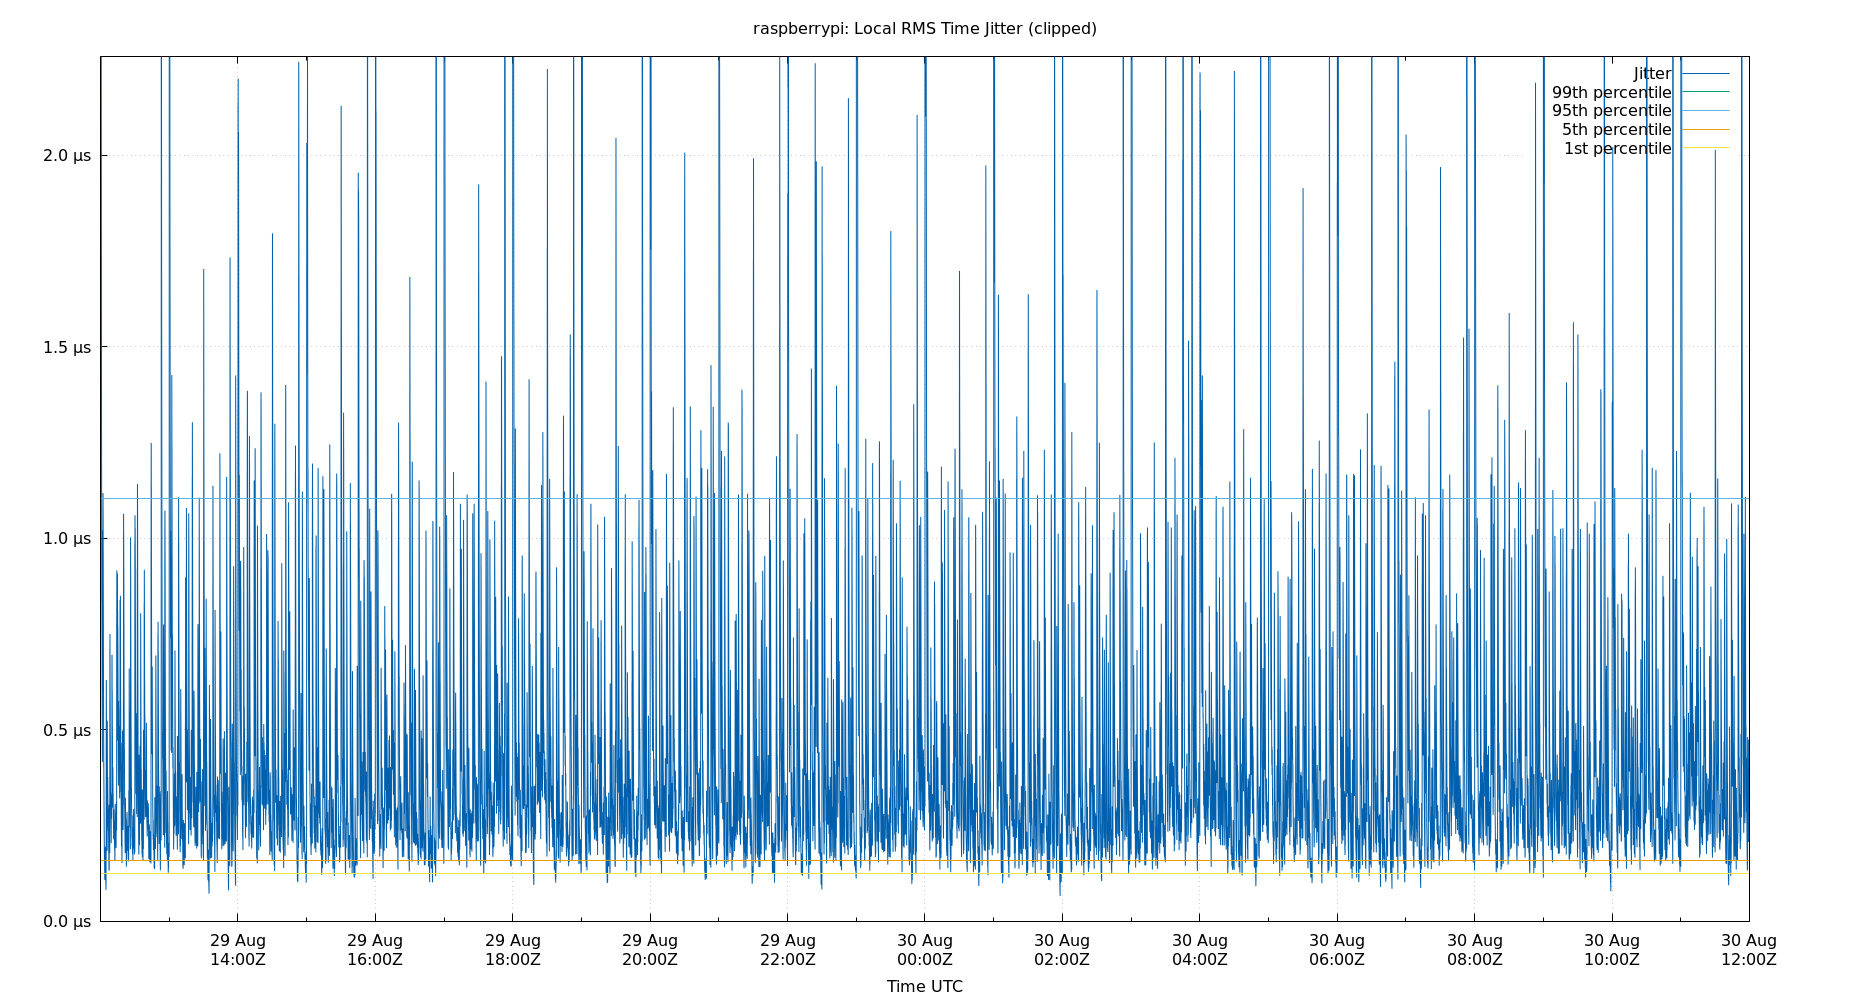 raspberrypi: Local RMS Time Jitter (clipped)
Jitter
99th percentile
95th percentile
5th percentile
1st percentile
2.0 µs
1.5 µs
1.0 µs
0.5 µs
0.0 µs
29 Aug 29 Aug 29 Aug 29 Aug 29 Aug 30 Aug 30 Aug 30 Aug 30 Aug 30 Aug 30 Aug 30 Aug
14:00Z 16:00Z 18:00Z 20:00Z 22:00Z 00:00Z 02:00Z 04:00Z 06:00Z 08:00Z 10:00Z 12:00Z
Time UTC